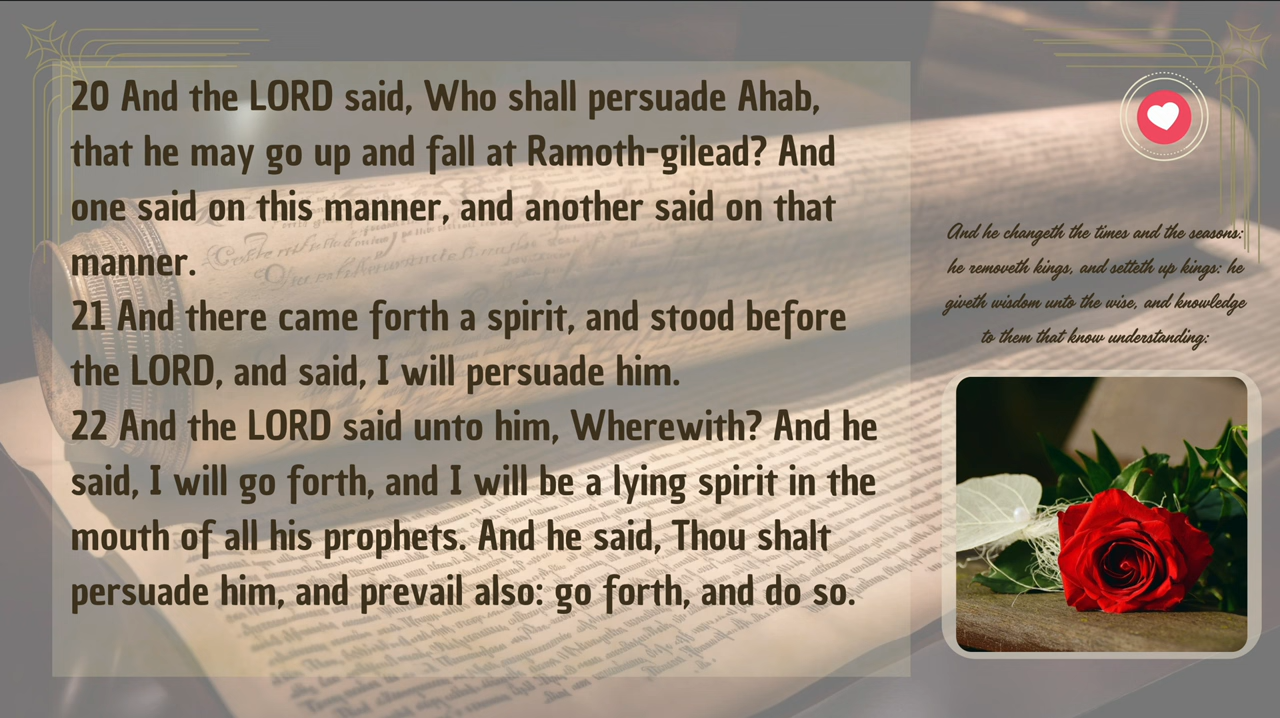 20 And the LORD said, Who shall persuade Ahab,
that he may go up and fall at Ramoth-gilead? And
one said on this manner, and another said on that
manner.
21 And there came forth a spirit, and stood before
the LORD, and said, I will persuade him.
22 And the LORD said unto him, Wherewith? And he
said, I will go forth, and I will be a lying spirit in the
mouth of all his prophets. And he said, Thou shalt
persuade him, and prevail also: go forth, and do so.
And he changeth the times and the seasons:
he removeth kings, and setteth up kings: he
giveth wisdom unto the wise, and knowledge
to them that know understanding: